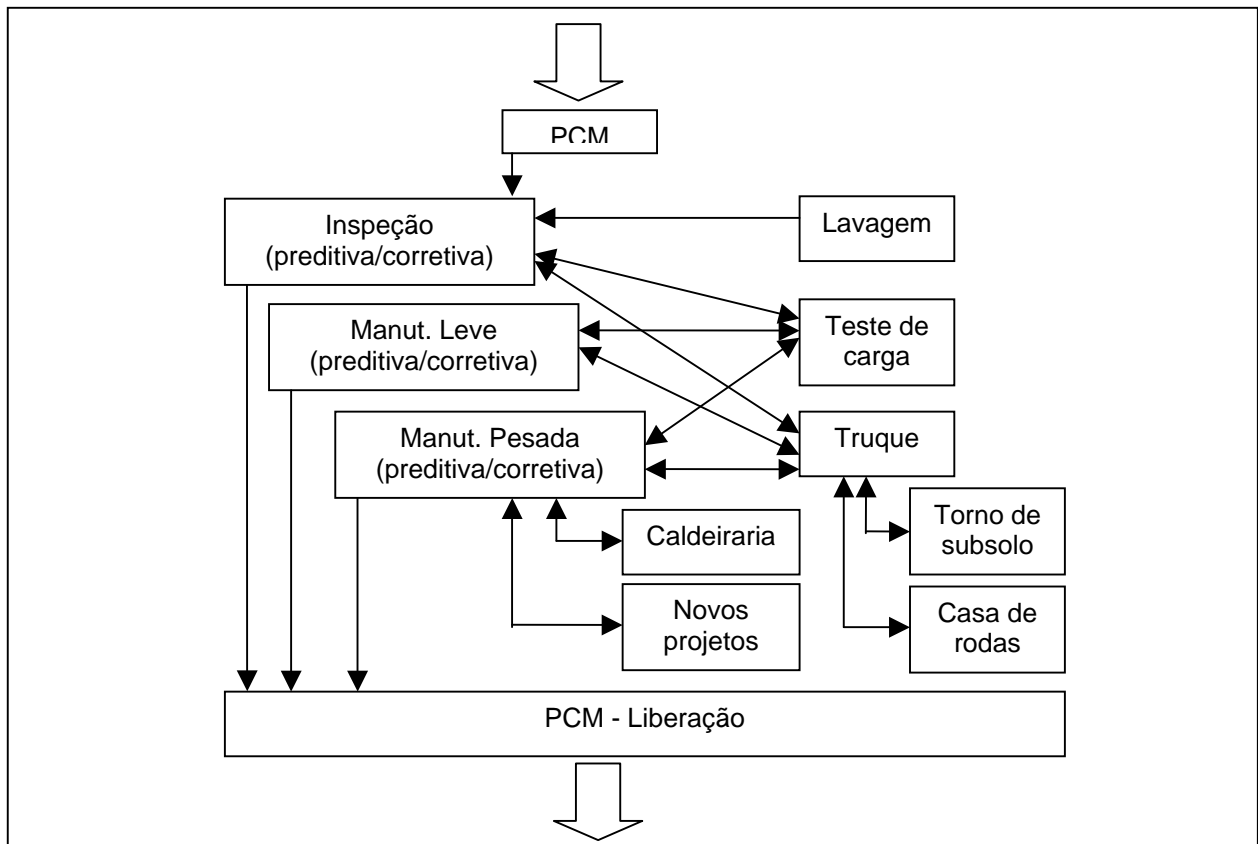 PCM
Inspeção
(preditiva/corretiva)
Lavagem
Manut. Leve
(preditiva/corretiva)
Teste de
carga
Manut. Pesada
(preditiva/corretiva)
Truque
Caldeiraria
Torno de
subsolo
Novos
projetos
Casa de
rodas
PCM - Liberação